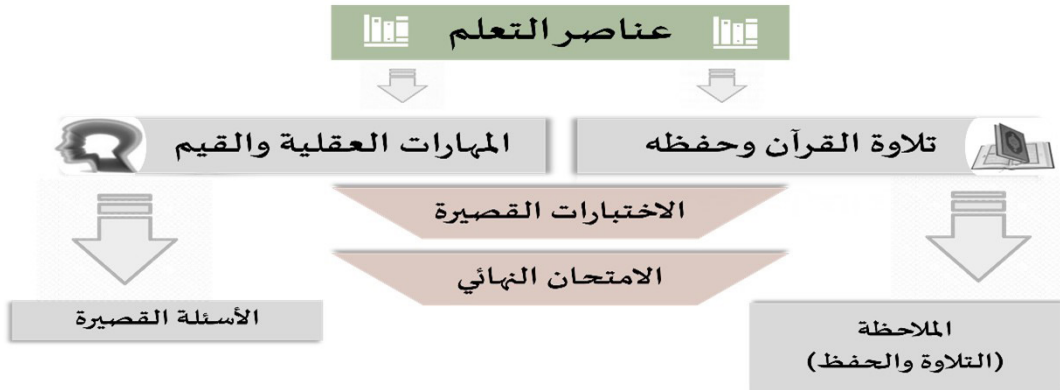 عناصر التعلم
تلاوة القرآن وحفظه
المهارات العقلية والقيم
الاختبارات القصيرة
الامتحان النهائي
الملاحظة
(التلاوة والحفظ)
الأسئلة القصيرة